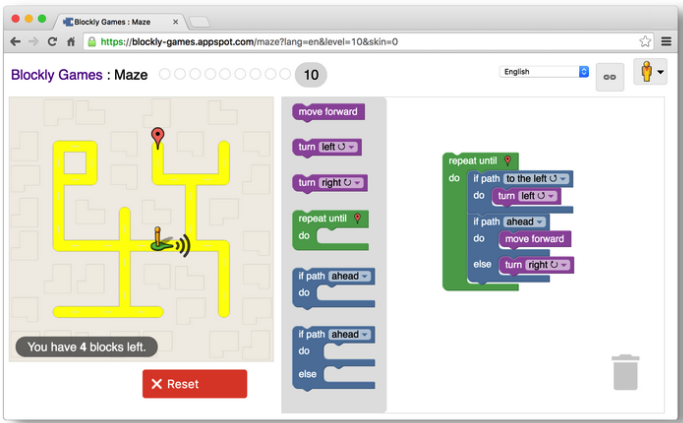 Blockly Games : Maze
https://blockly-games.appspot.com/maze?lang=en&level=10&skin=0
Blockly Games : Maze
10
English
You have 4 blocks left.
Reset
move forward
turn left
turn right
repeat until
do
if path ahead
do
if path ahead
do
else
repeat until
do
if path to the left
do turn left
if path ahead
do move forward
else turn right